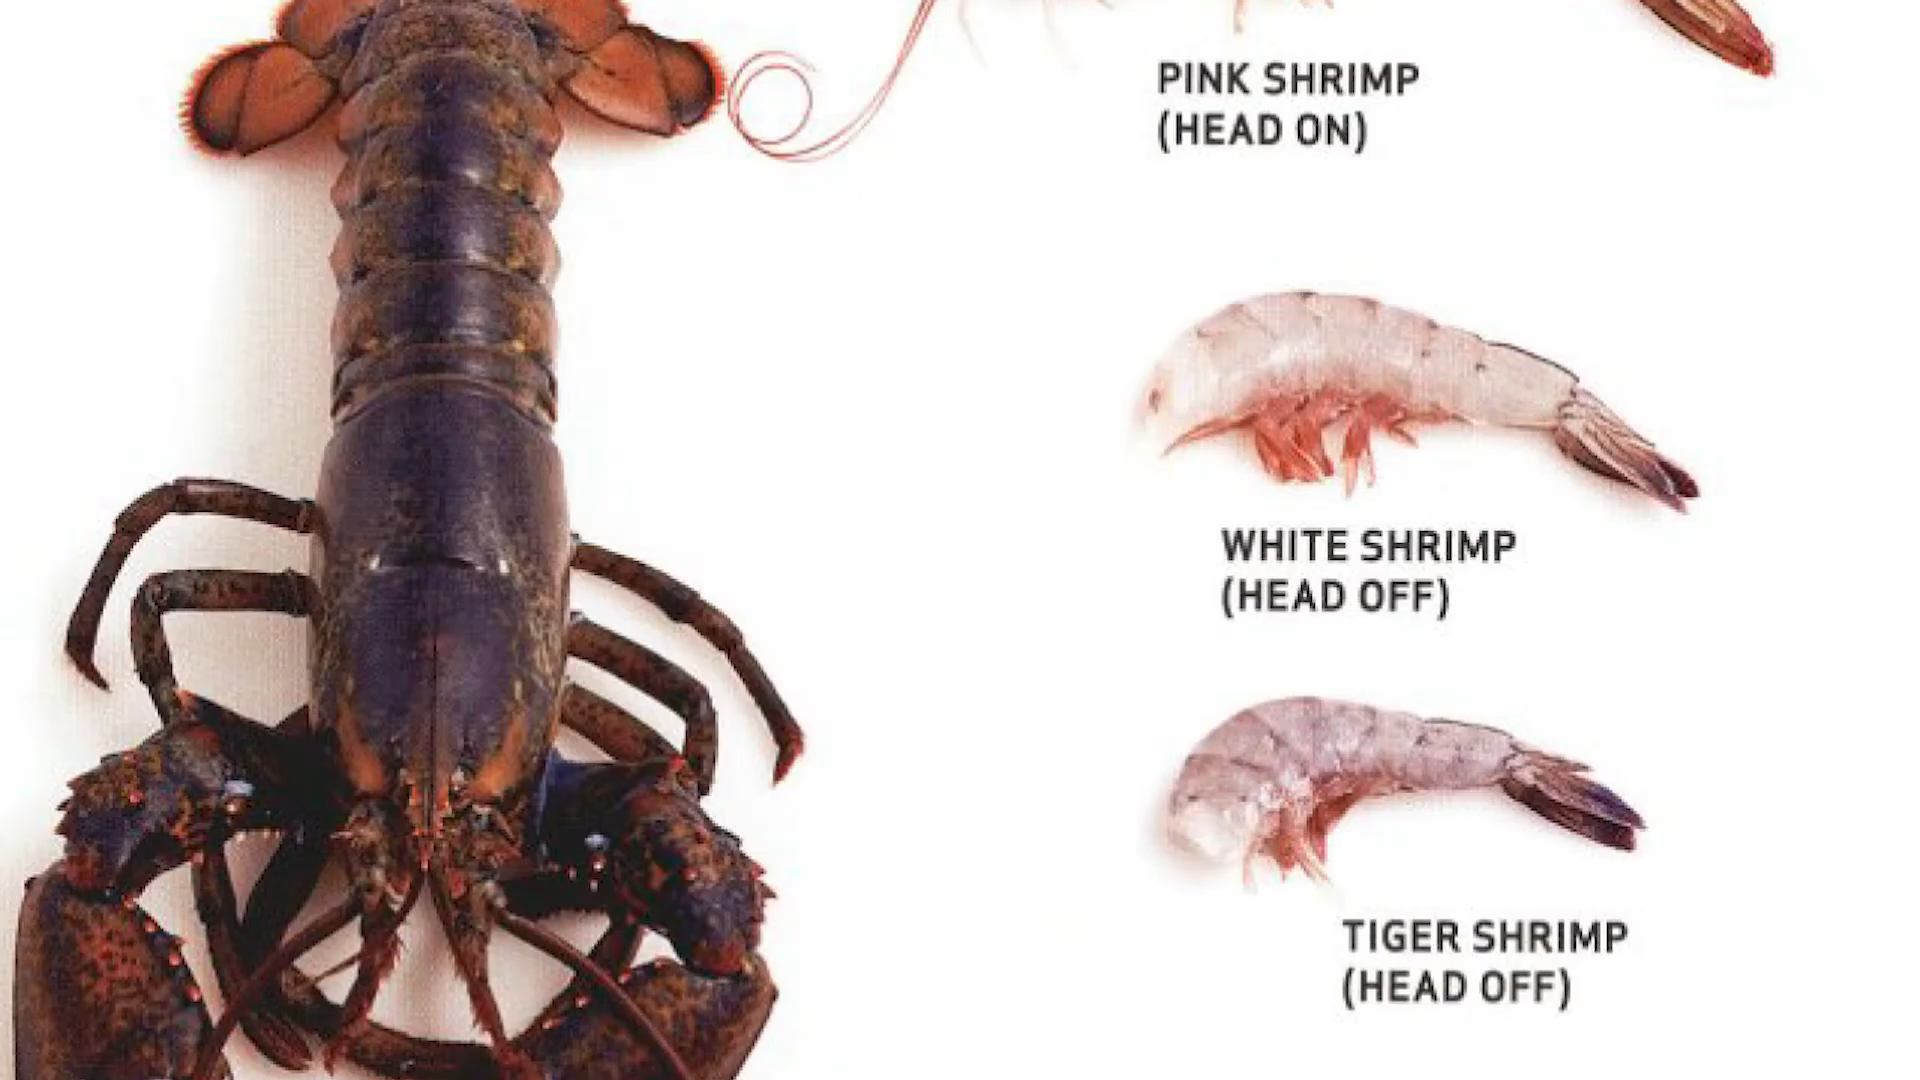 PINK SHRIMP
(HEAD ON)
WHITE SHRIMP
(HEAD OFF)
TIGER SHRIMP
(HEAD OFF)